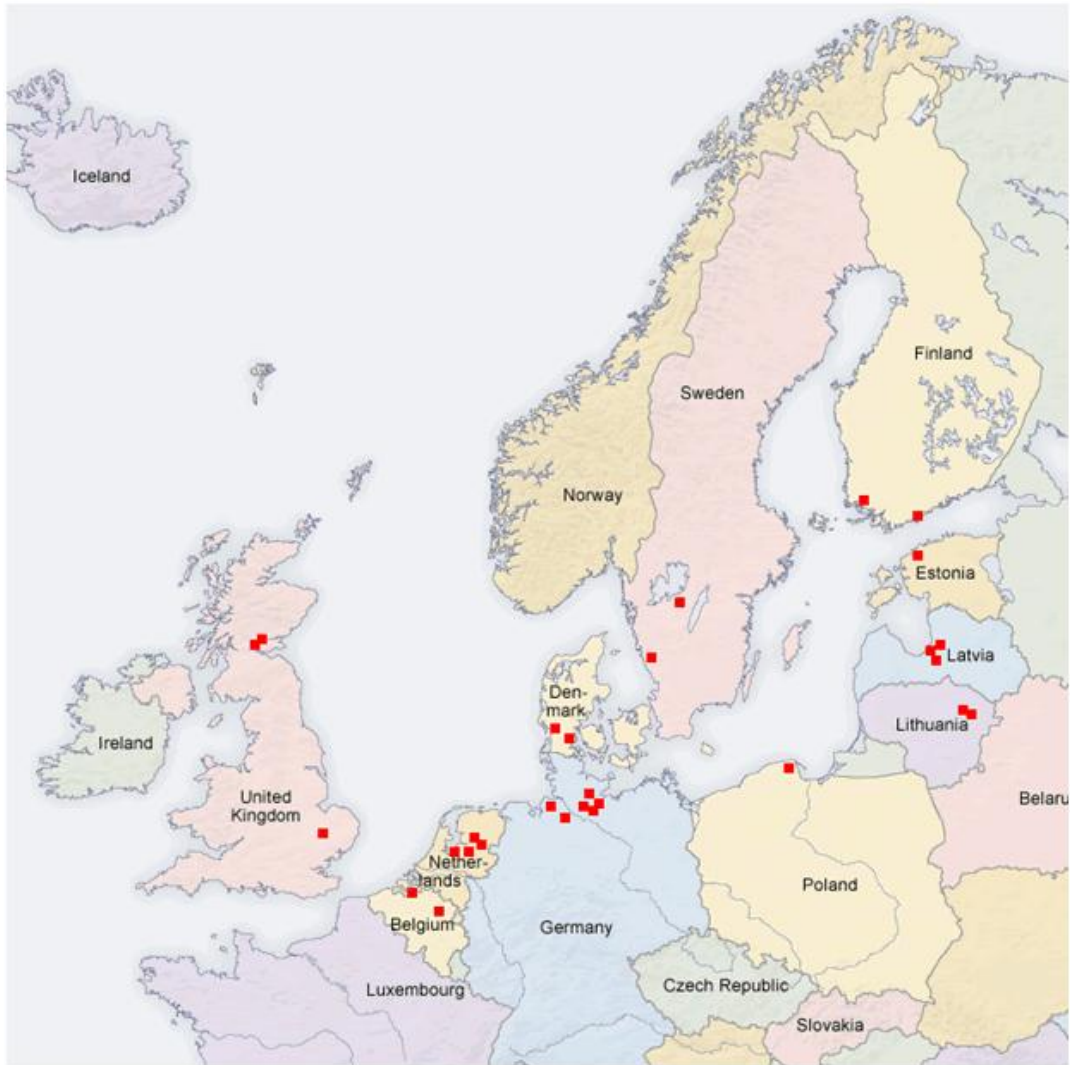 Iceland
Finland
Sweden
Norway
Estonia
Latvia
Den-
mark
Lithuania
Ireland
United
Kingdom
Belaru
Nether-
lands
Poland
Belgium
Germany
Luxembourg
Czech Republic
Slovakia